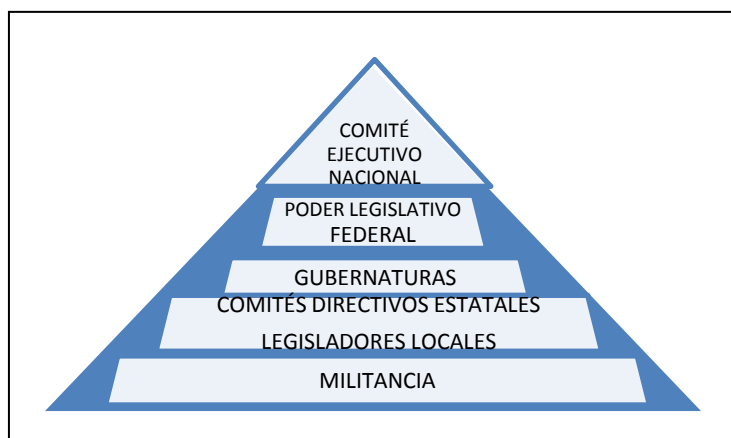 COMITÉ
EJECUTIVO
NACIONAL
PODER LEGISLATIVO
FEDERAL
GUBERNATURAS
COMITÉS DIRECTIVOS ESTATALES
LEGISLADORES LOCALES
MILITANCIA